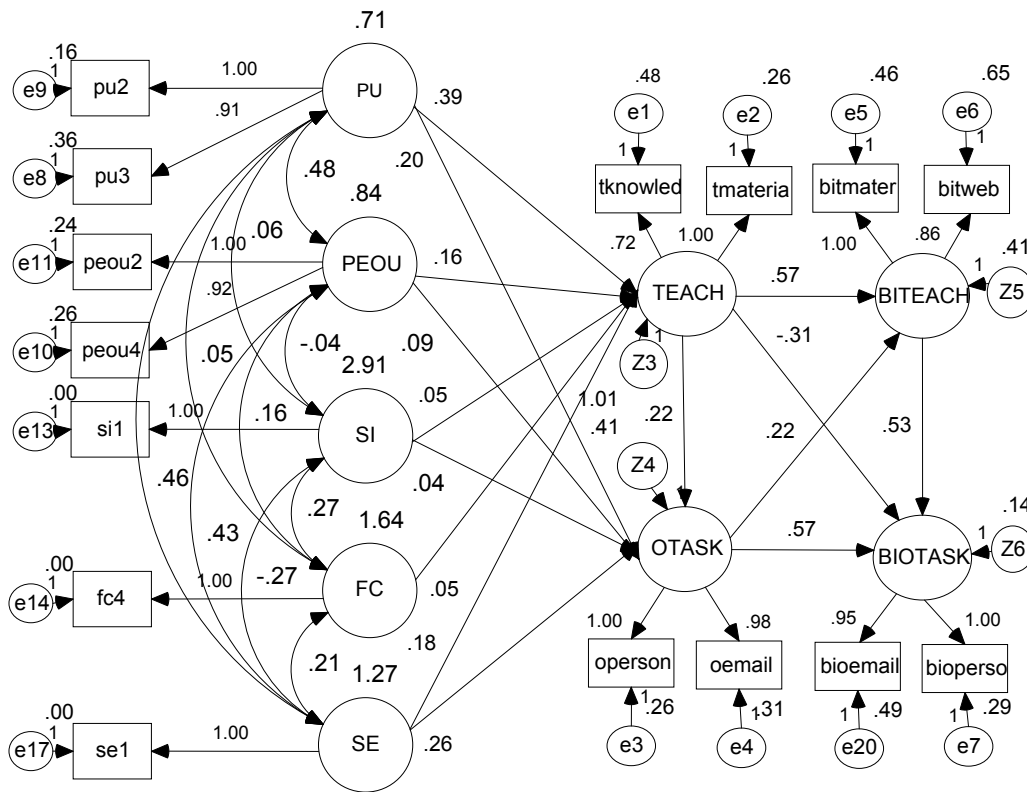 .71
.16
1
e9
pu2
1.00
PU
.39
.91
.36
1
e8
pu3
.20
.48
.84
.24
1
e11
peou2
1.00
.06
PEOU
.16
.92
.26
1
e10
peou4
.05
-.04
.09
2.91
.00
1
e13
si1
1.00
.16
SI
.05
1.01
.41
.04
.46
.43
.27
1.64
-.27
.00
1
e14
fc4
1.00
FC
.05
.18
.21
1.27
.00
1
e17
se1
1.00
SE
.26
.48
e1
1
tknowled
.72
.26
e2
1
tmateria
1.00
.46
e5
1
bitmater
1.00
.65
e6
1
bitweb
.86
TEACH
.57
BITEACH
.41
1
Z5
1
Z3
-.31
.22
.22
.53
Z4
1
OTASK
.57
BIOTASK
.14
1
Z6
1.00
.98
.95
1.00
operson
oemail
bioemail
bioperso
1
.26
1
.31
1
.49
1
.29
e3
e4
e20
e7